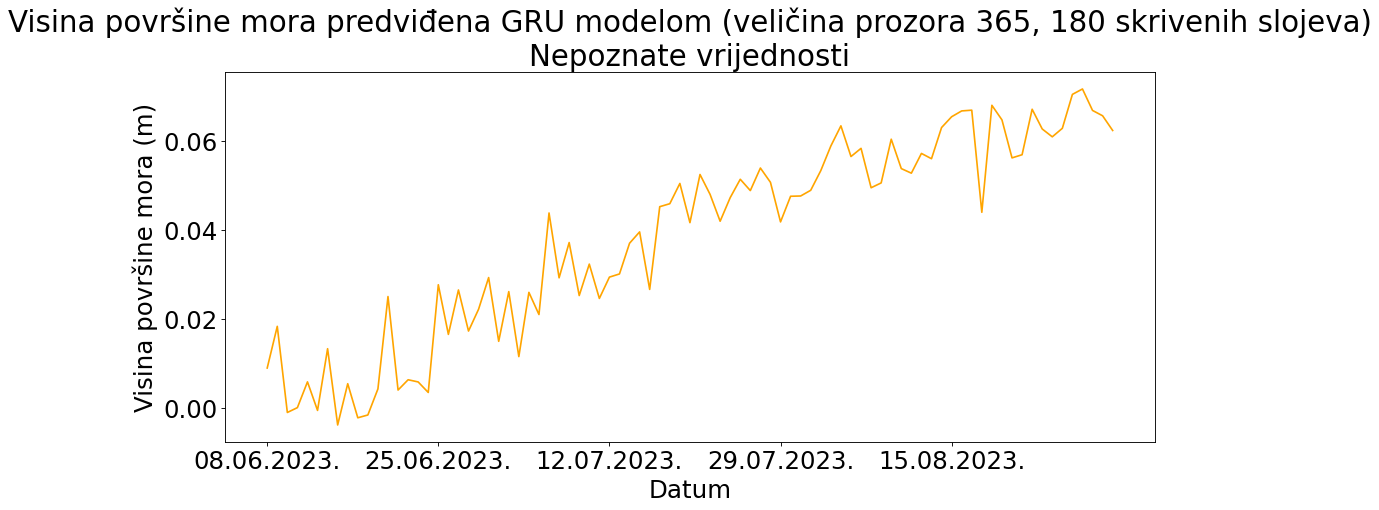 Visina površine mora predviđena GRU modelom (veličina prozora 365, 180 skrivenih slojeva)
Nepoznate vrijednosti
Visina površine mora (m)
0.06
0.04
0.02
0.00
08.06.2023. 25.06.2023. 12.07.2023. 29.07.2023. 15.08.2023.
Datum